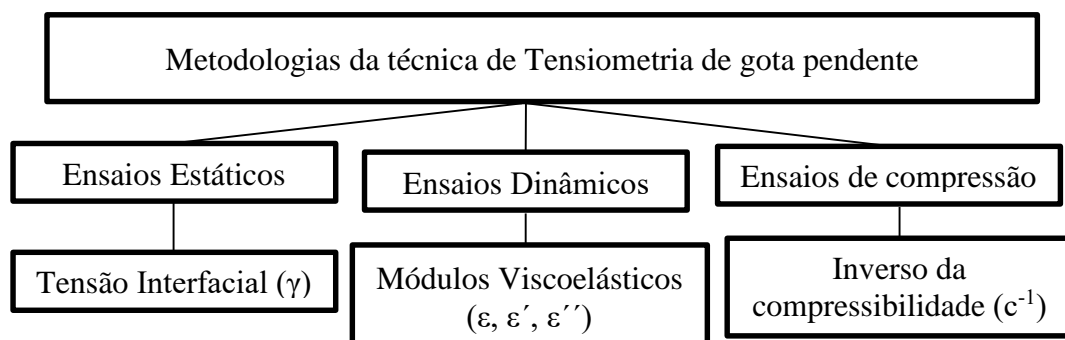 Metodologias da técnica de Tensiometria de gota pendente
Ensaios Estáticos
Ensaios Dinâmicos
Ensaios de compressão
Tensão Interfacial (γ)
Módulos Viscoelásticos
(ε, ε´, ε´´)
Inverso da
compressibilidade (c⁻¹)